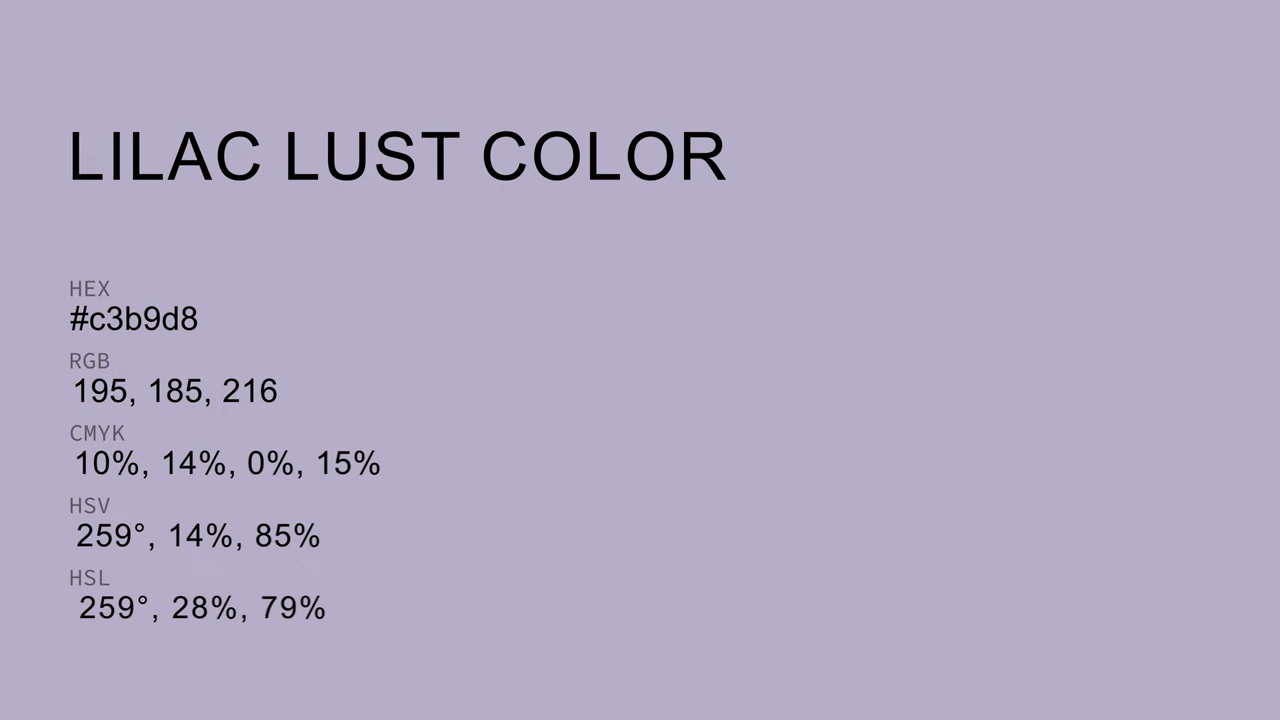 LILAC LUST COLOR
HEX
#c3b9d8
RGB
195, 185, 216
CMYK
10%, 14%, 0%, 15%
HSV
259°, 14%, 85%
HSL
259°, 28%, 79%